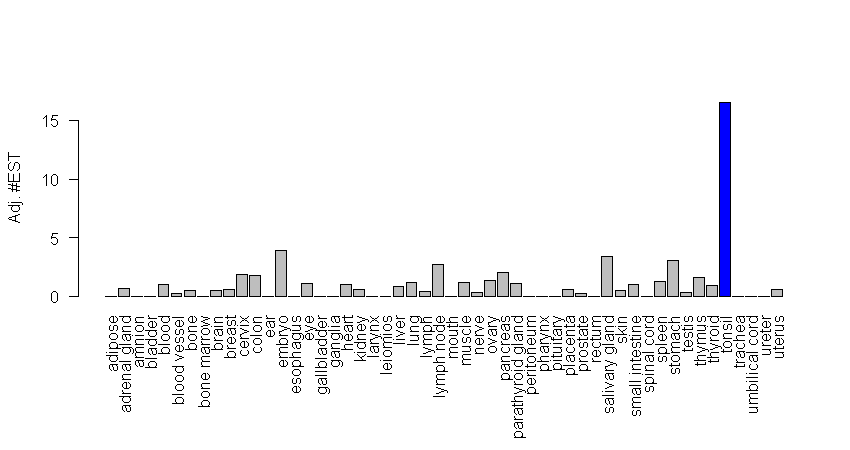 Adj. #EST
15
10
5
0
adipose
adrenal gland
amnion
bladder
blood
blood vessel
bone
bone marrow
brain
breast
cervix
colon
ear
embryo
esophagus
eye
gallbladder
ganglia
heart
kidney
larynx
leiomios
liver
lung
lymph
lymph node
mouth
muscle
nerve
ovary
pancreas
parathyroid gland
peritoneum
pharynx
pituitary
placenta
prostate
rectum
salivary gland
skin
small intestine
spinal cord
spleen
stomach
testis
thymus
thyroid
tonsil
trachea
umbilical cord
ureter
uterus